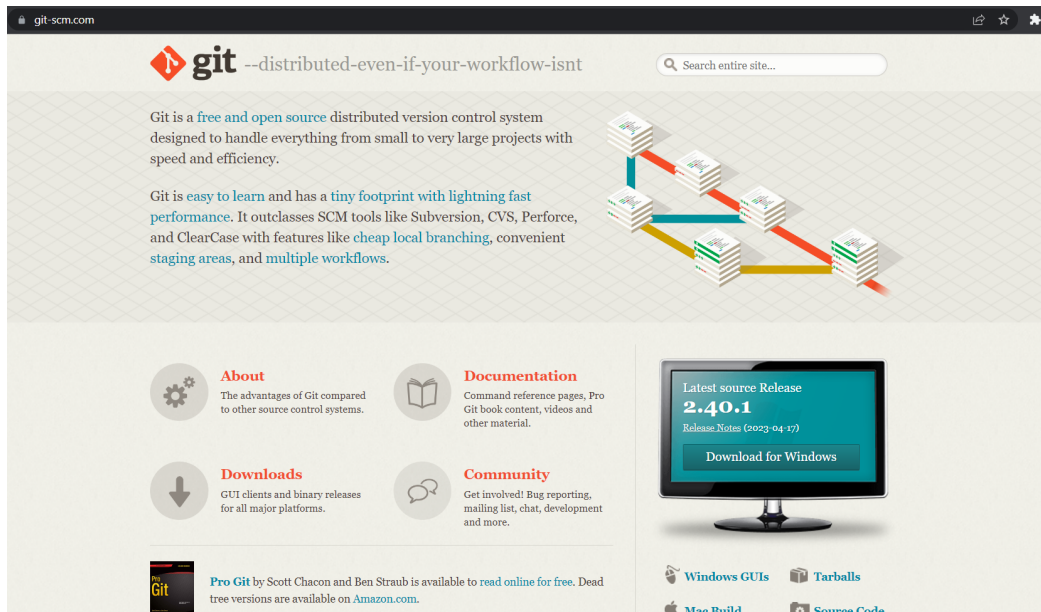 git-scm.com
git --distributed-even-if-your-workflow-isnt
Search entire site...
Git is a free and open source distributed version control system
designed to handle everything from small to very large projects with
speed and efficiency.
Git is easy to learn and has a tiny footprint with lightning fast
performance. It outclasses SCM tools like Subversion, CVS, Perforce,
and ClearCase with features like cheap local branching, convenient
staging areas, and multiple workflows.
About
The advantages of Git compared
to other source control systems.
Documentation
Command reference pages, Pro
Git book content, videos and
other material.
Downloads
GUI clients and binary releases
for all major platforms.
Community
Get involved! Bug reporting,
mailing list, chat, development
and more.
Latest source Release
2.40.1
Release Notes (2023-04-17)
Download for Windows
Pro
Git
Pro Git by Scott Chacon and Ben Straub is available to read online for free. Dead
tree versions are available on Amazon.com.
Windows GUIs
Tarballs
Mac Build
Source Code